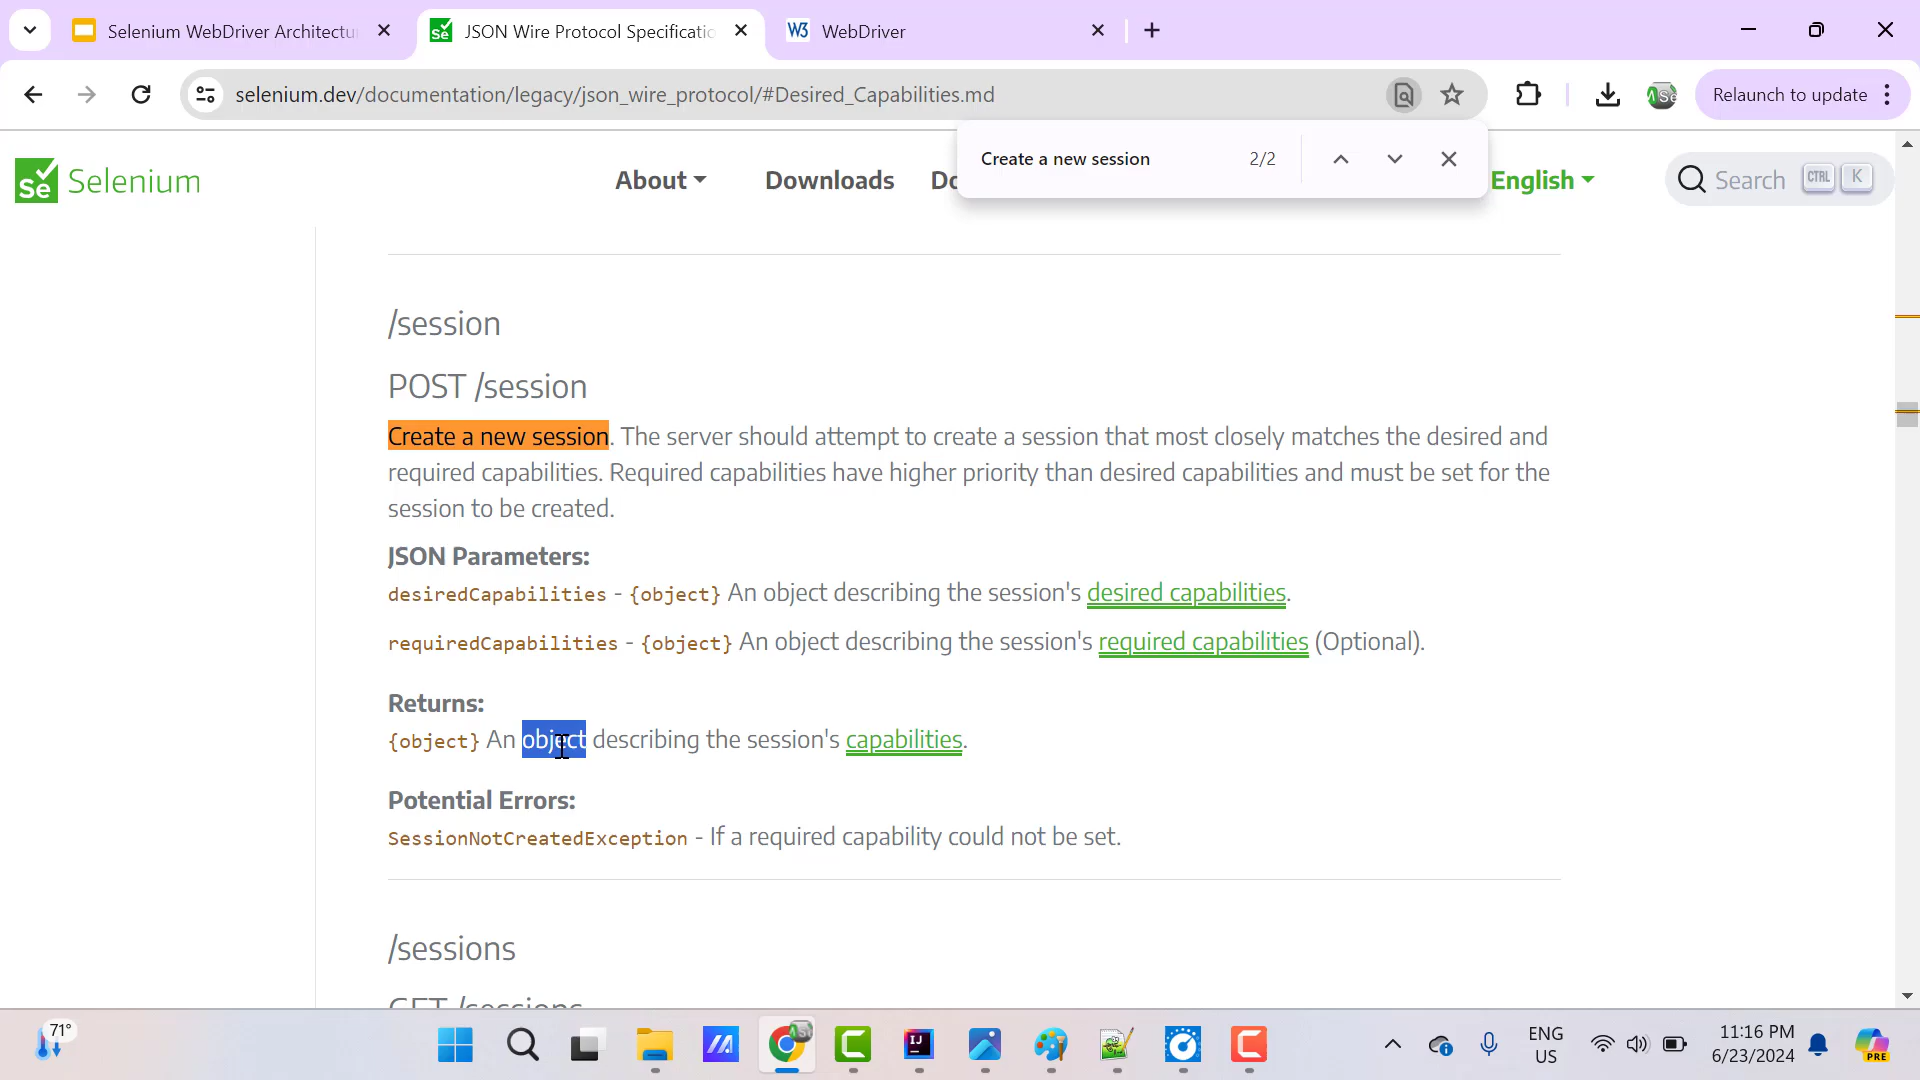 Selenium WebDriver Architectu
JSON Wire Protocol Specificatio
WebDriver
selenium.dev/documentation/legacy/json_wire_protocol/#Desired_Capabilities.md
Relaunch to update
Create a new session
2/2
Selenium
About
Downloads
Do
English
Search
CTRL
K
/session
POST /session
Create a new session. The server should attempt to create a session that most closely matches the desired and
required capabilities. Required capabilities have higher priority than desired capabilities and must be set for the
session to be created.
JSON Parameters:
desiredCapabilities - {object} An object describing the session's desired capabilities.
requiredCapabilities - {object} An object describing the session's required capabilities (Optional).
Returns:
{object} An object describing the session's capabilities.
Potential Errors:
SessionNotCreatedException - If a required capability could not be set.
/sessions
GET /sessions
71°
ENG
US
11:16 PM
6/23/2024
PRE